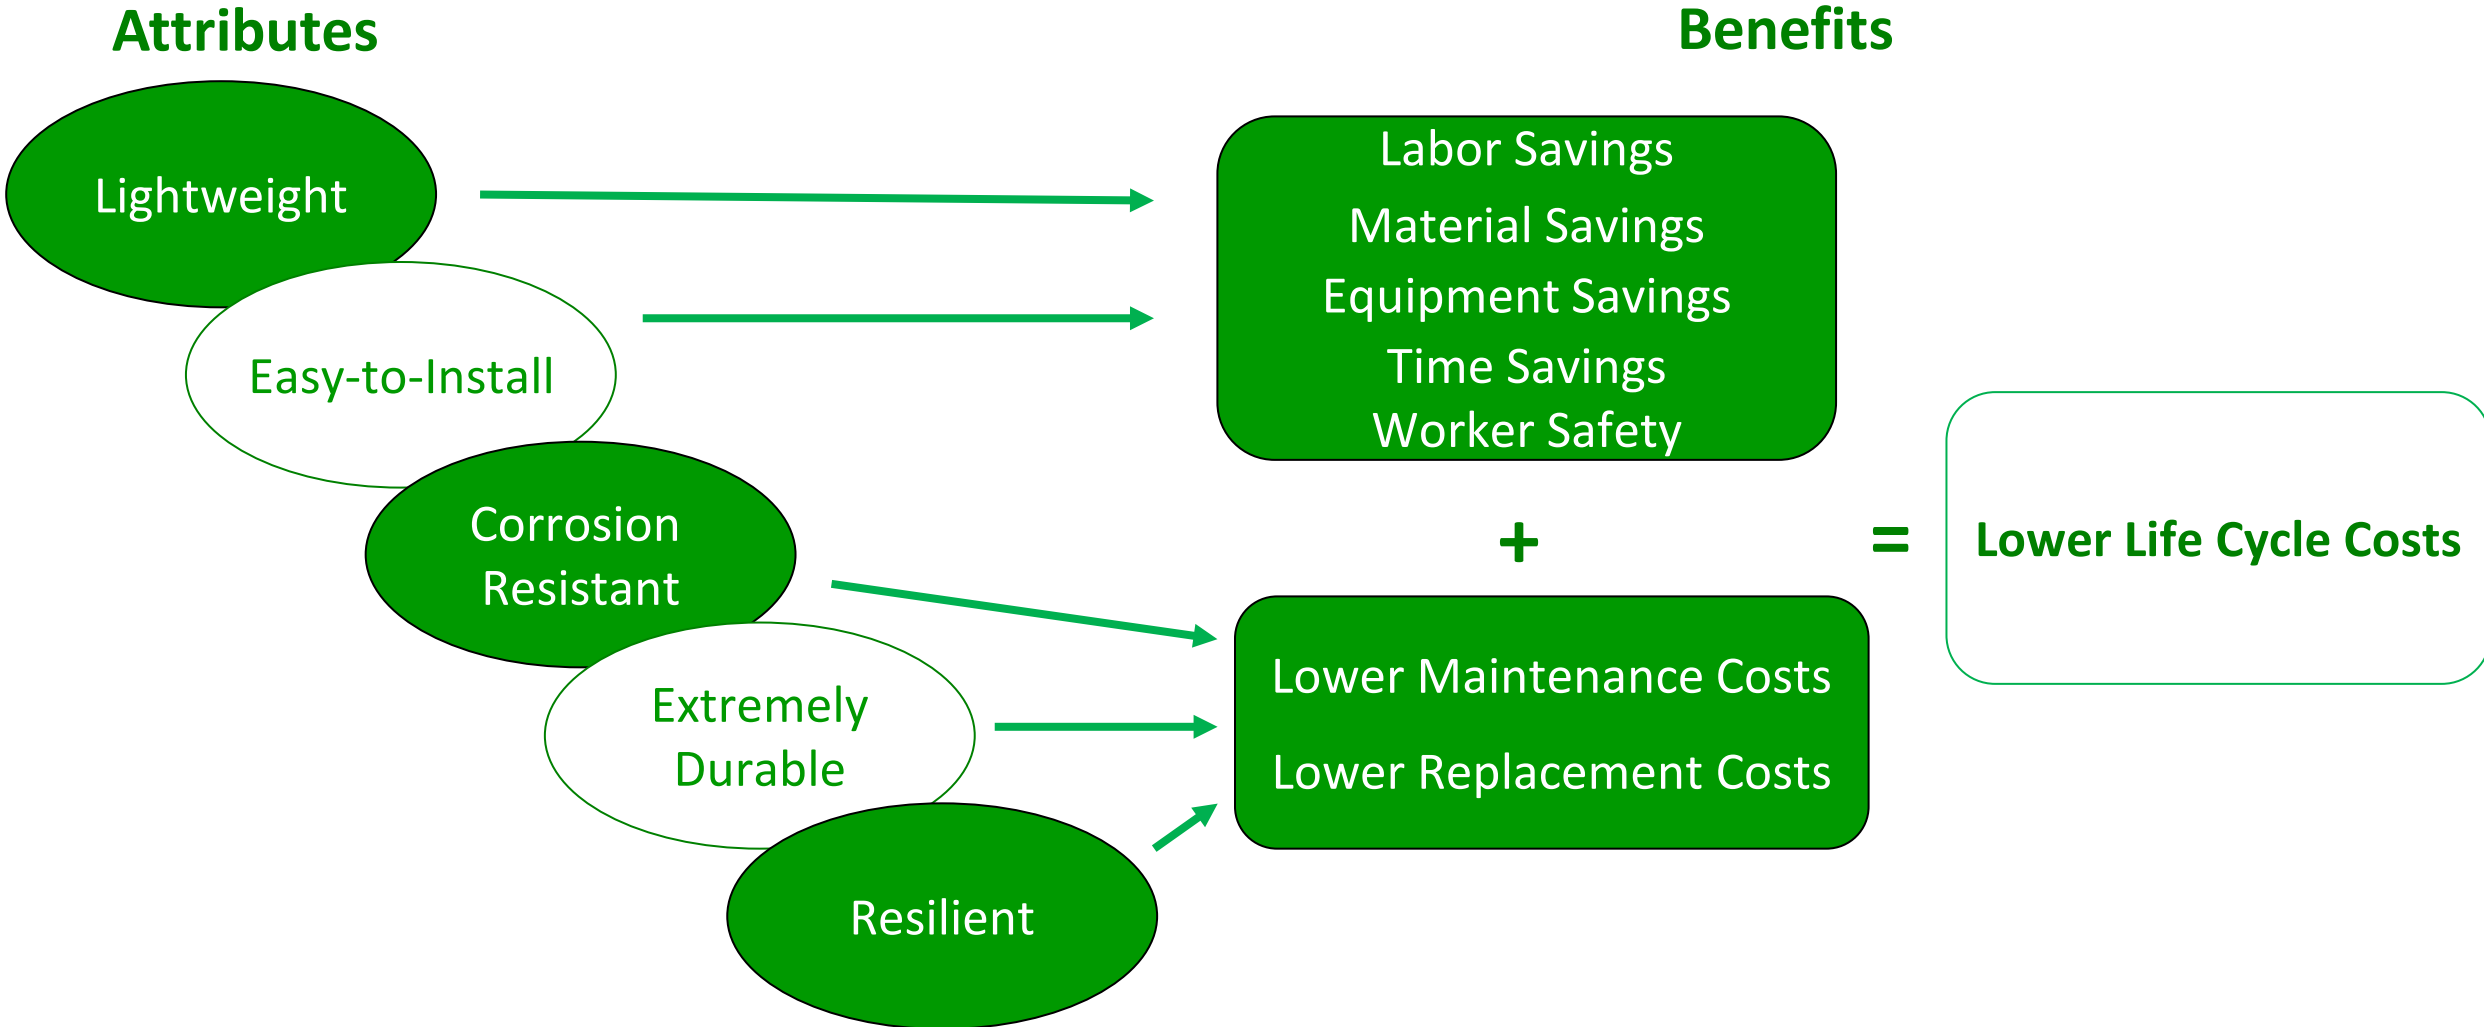 Attributes
Benefits
Lightweight
Easy-to-Install
Corrosion
Resistant
Extremely
Durable
Resilient
Labor Savings
Material Savings
Equipment Savings
Time Savings
Worker Safety
+
Lower Maintenance Costs
Lower Replacement Costs
=
Lower Life Cycle Costs